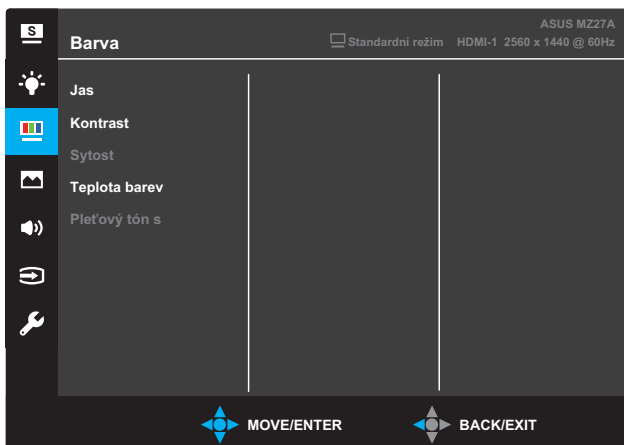 S
ASUS MZ27A
Barva
Standardní režim HDMI-1 2560 x 1440 @ 60Hz
Jas
Kontrast
Sytost
Teplota barev
Pleťový tón s
MOVE/ENTER
BACK/EXIT